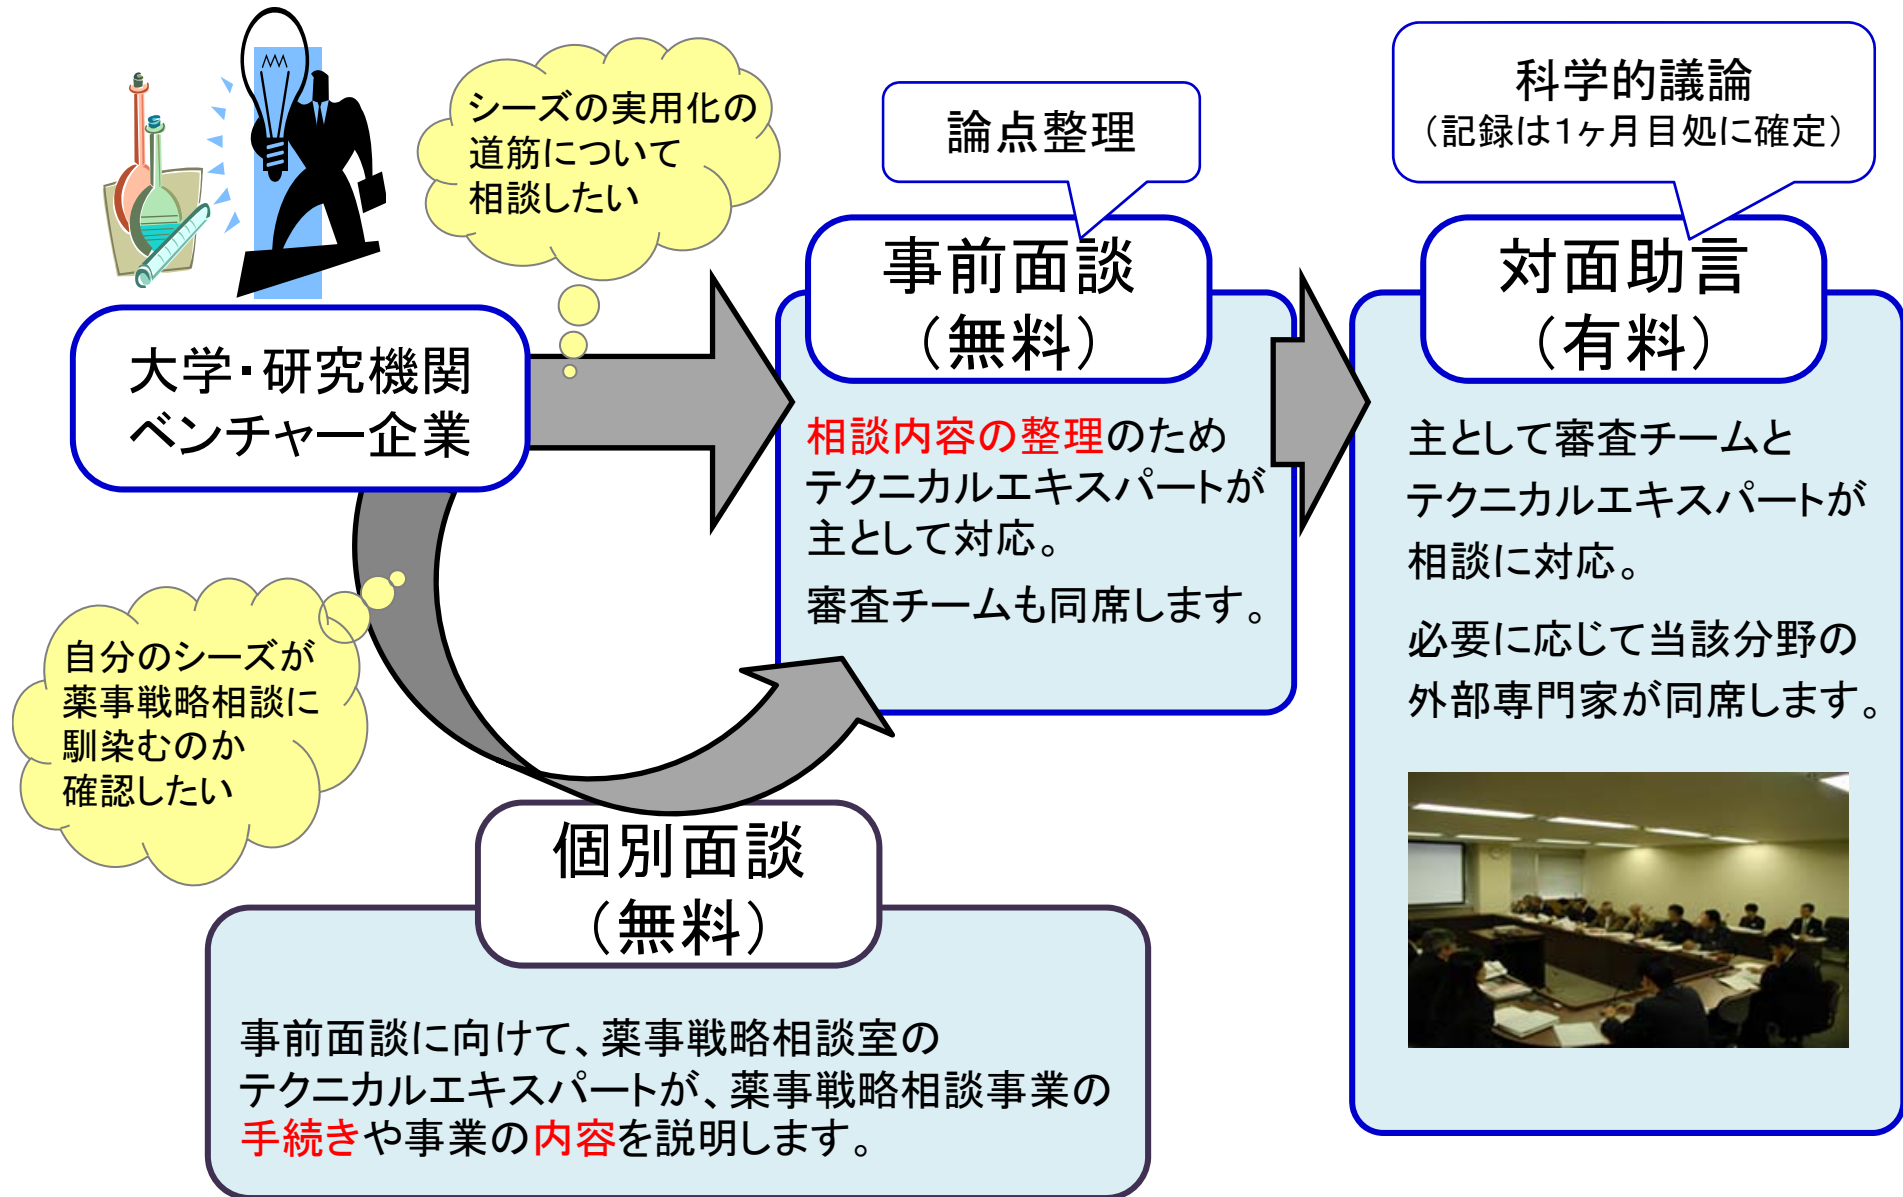 シーズの実用化の
道筋について
相談したい
論点整理
科学的議論
（記録は1ヶ月目処に確定）
大学・研究機関
ベンチャー企業
事前面談
（無料）
相談内容の整理のため
テクニカルエキスパートが
主として対応。
審査チームも同席します。
対面助言
（有料）
主として審査チームと
テクニカルエキスパートが
相談に対応。
必要に応じて当該分野の
外部専門家が同席します。
自分のシーズが
薬事戦略相談に
馴染むのか
確認したい
個別面談
（無料）
事前面談に向けて、薬事戦略相談室の
テクニカルエキスパートが、薬事戦略相談事業の
手続きや事業の内容を説明します。